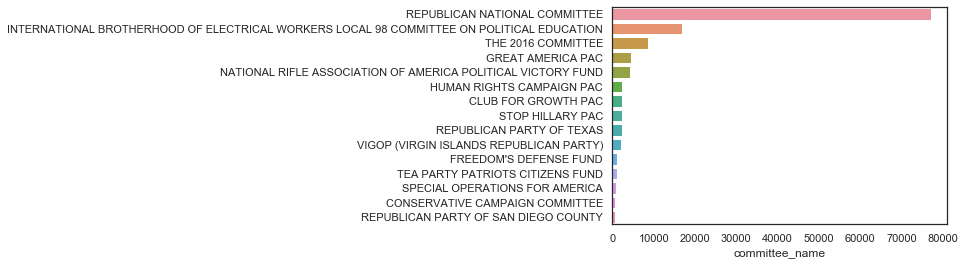 REPUBLICAN NATIONAL COMMITTEE
INTERNATIONAL BROTHERHOOD OF ELECTRICAL WORKERS LOCAL 98 COMMITTEE ON POLITICAL EDUCATION
THE 2016 COMMITTEE
GREAT AMERICA PAC
NATIONAL RIFLE ASSOCIATION OF AMERICA POLITICAL VICTORY FUND
HUMAN RIGHTS CAMPAIGN PAC
CLUB FOR GROWTH PAC
STOP HILLARY PAC
REPUBLICAN PARTY OF TEXAS
VIGOP (VIRGIN ISLANDS REPUBLICAN PARTY)
FREEDOM'S DEFENSE FUND
TEA PARTY PATRIOTS CITIZENS FUND
SPECIAL OPERATIONS FOR AMERICA
CONSERVATIVE CAMPAIGN COMMITTEE
REPUBLICAN PARTY OF SAN DIEGO COUNTY
0 10000 20000 30000 40000 50000 60000 70000 80000
committee_name